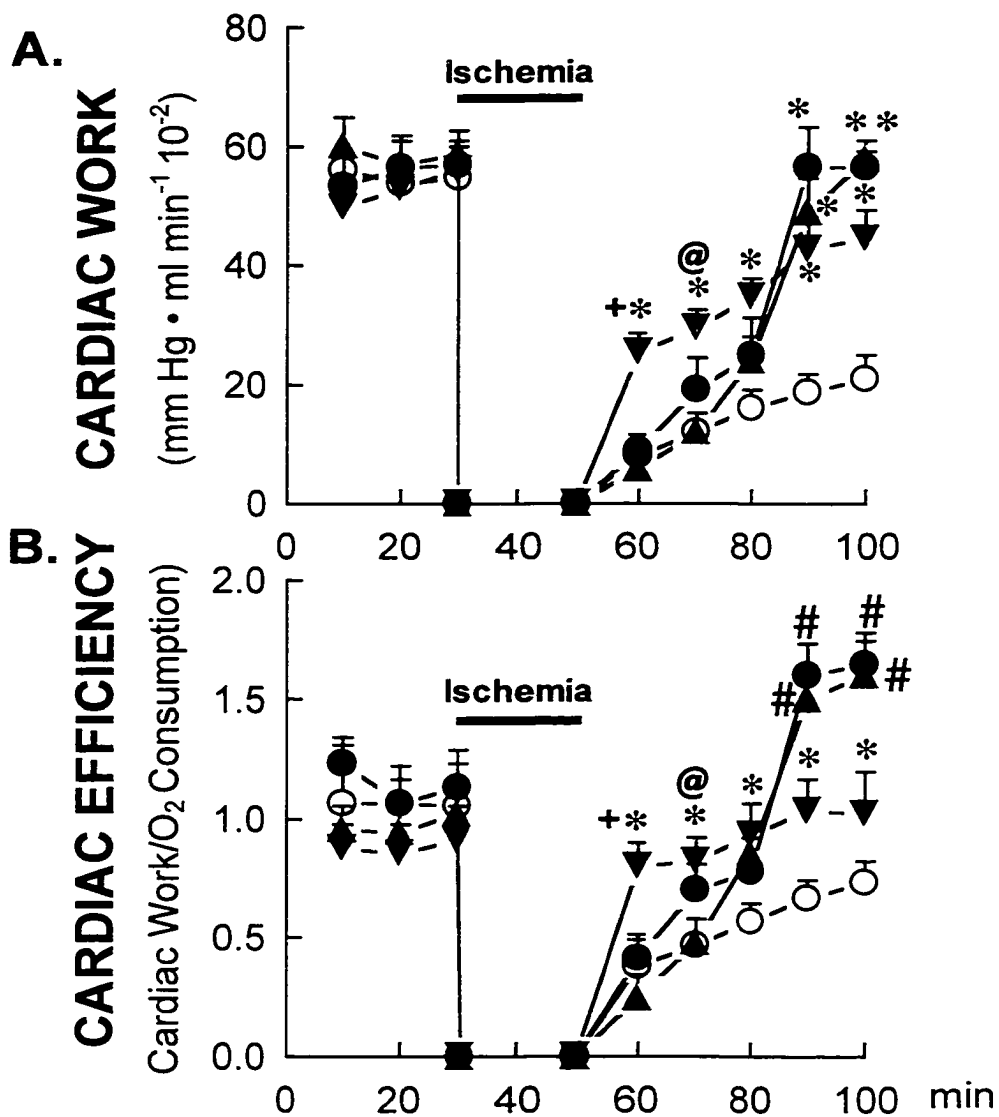 A.
CARDIAC WORK
(mm Hg • ml min⁻¹ 10⁻²)
80
60
40
20
0
Ischemia
+*
@
*
*
*
*
*
* *
*
0 20 40 60 80 100
B.
CARDIAC EFFICIENCY
Cardiac Work/O₂ Consumption)
2.0
1.5
1.0
0.5
0.0
Ischemia
+*
@
*
*
*
*
#
#
#
#
0 20 40 60 80 100 min